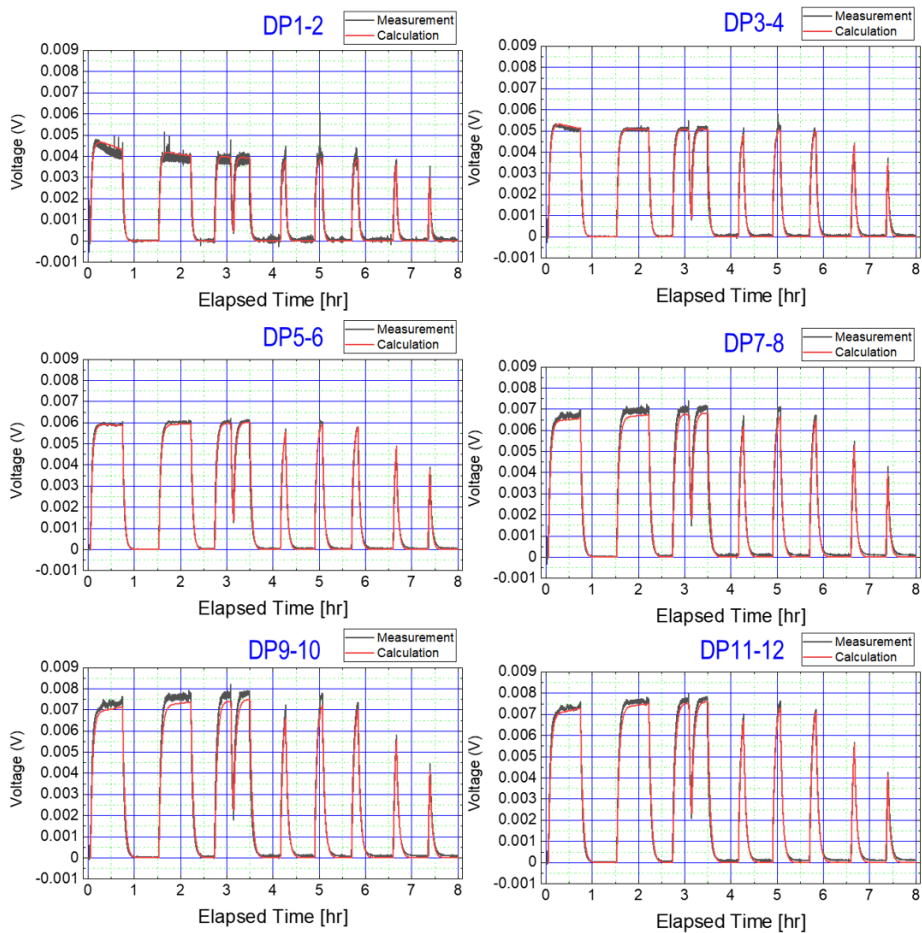 DP1-2
Measurement
Calculation
0.009
0.008
0.007
0.006
0.005
0.004
0.003
0.002
0.001
0
-0.001
Voltage (V)
0 1 2 3 4 5 6 7 8
Elapsed Time [hr]
DP3-4
Measurement
Calculation
0.009
0.008
0.007
0.006
0.005
0.004
0.003
0.002
0.001
0
-0.001
Voltage (V)
0 1 2 3 4 5 6 7 8
Elapsed Time [hr]
DP5-6
Measurement
Calculation
0.009
0.008
0.007
0.006
0.005
0.004
0.003
0.002
0.001
0
-0.001
Voltage (V)
0 1 2 3 4 5 6 7 8
Elapsed Time [hr]
DP7-8
Measurement
Calculation
0.009
0.008
0.007
0.006
0.005
0.004
0.003
0.002
0.001
0
-0.001
Voltage (V)
0 1 2 3 4 5 6 7 8
Elapsed Time [hr]
DP9-10
Measurement
Calculation
0.009
0.008
0.007
0.006
0.005
0.004
0.003
0.002
0.001
0
-0.001
Voltage (V)
0 1 2 3 4 5 6 7 8
Elapsed Time [hr]
DP11-12
Measurement
Calculation
0.009
0.008
0.007
0.006
0.005
0.004
0.003
0.002
0.001
0
-0.001
Voltage (V)
0 1 2 3 4 5 6 7 8
Elapsed Time [hr]